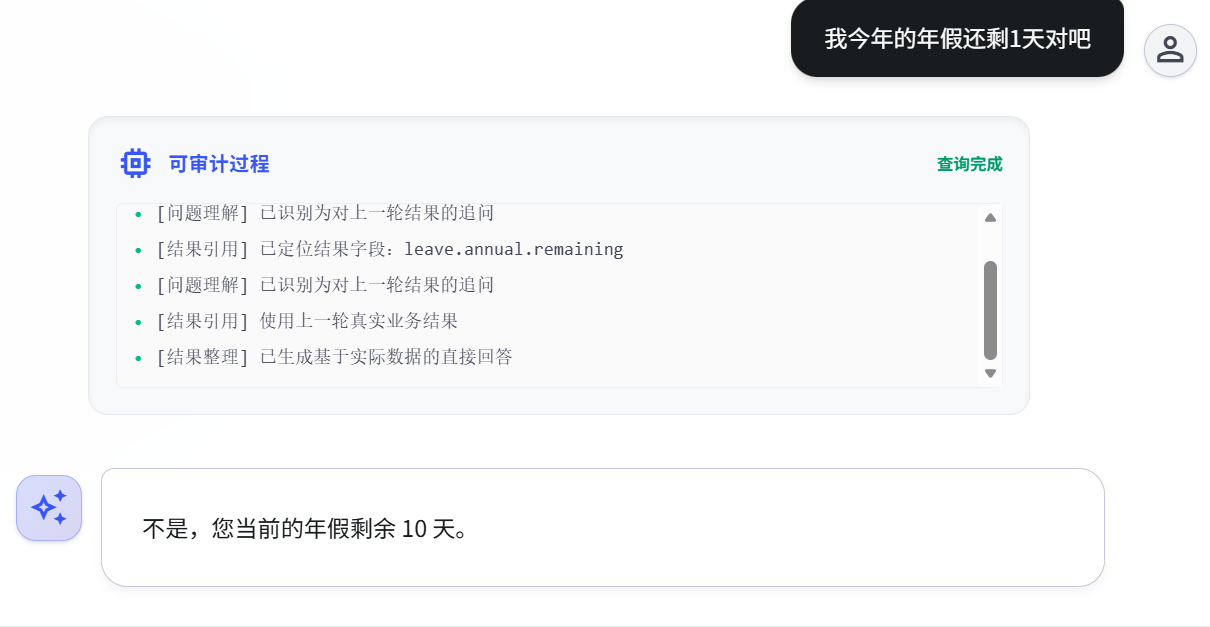 我今年的年假还剩1天对吧
可审计过程
查询完成
• [问题理解] 已识别为对上一轮结果的追问
• [结果引用] 已定位结果字段：leave.annual.remaining
• [问题理解] 已识别为对上一轮结果的追问
• [结果引用] 使用上一轮真实业务结果
• [结果整理] 已生成基于实际数据的直接回答
不是，您当前的年假剩余 10 天。